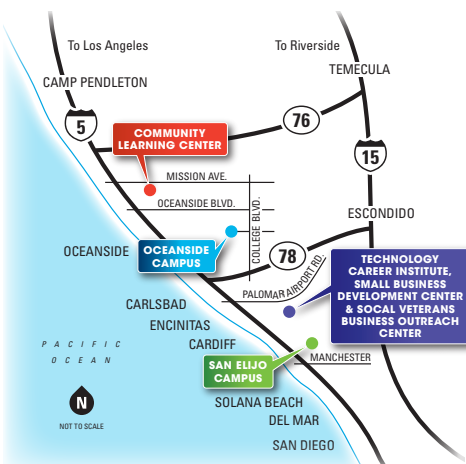 To Los Angeles
To Riverside
TEMECULA
CAMP PENDLETON
5
76
15
COMMUNITY
LEARNING CENTER
MISSION AVE.
OCEANSIDE BLVD.
COLLEGE BLVD.
ESCONDIDO
OCEANSIDE
OCEANSIDE
CAMPUS
78
PALOMAR AIRPORT RD.
TECHNOLOGY
CAREER INSTITUTE,
SMALL BUSINESS
DEVELOPMENT CENTER
& SOCAL VETERANS
BUSINESS OUTREACH
CENTER
CARLSBAD
ENCINITAS
CARDIFF
PACIFIC
OCEAN
SAN ELIJO
CAMPUS
MANCHESTER
N
NOT TO SCALE
SOLANA BEACH
DEL MAR
SAN DIEGO